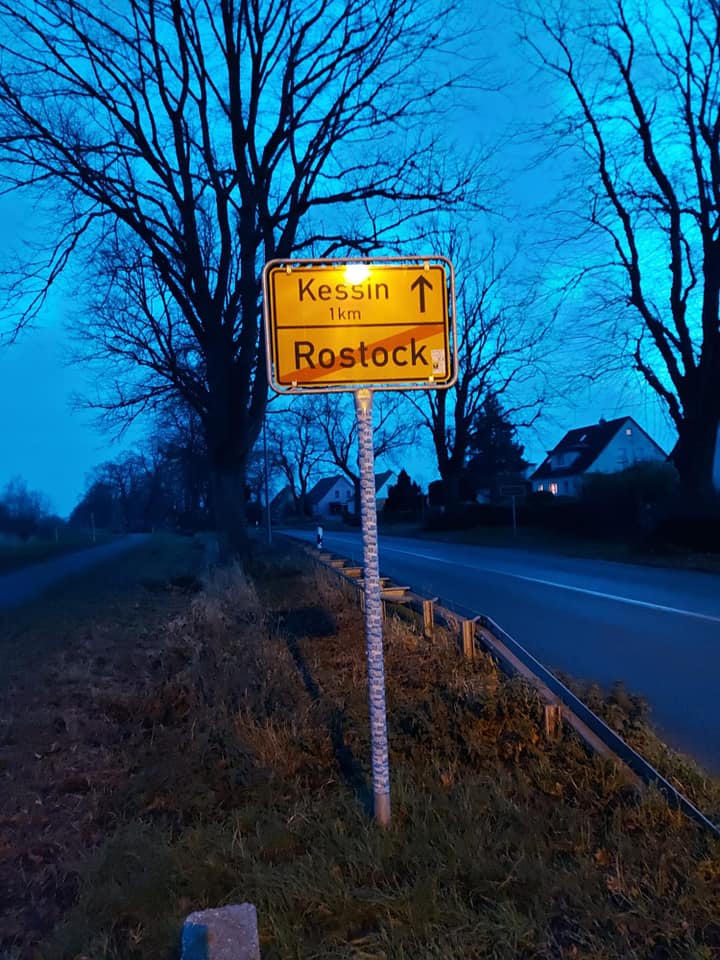 Kessin ↑
1km
Rostock